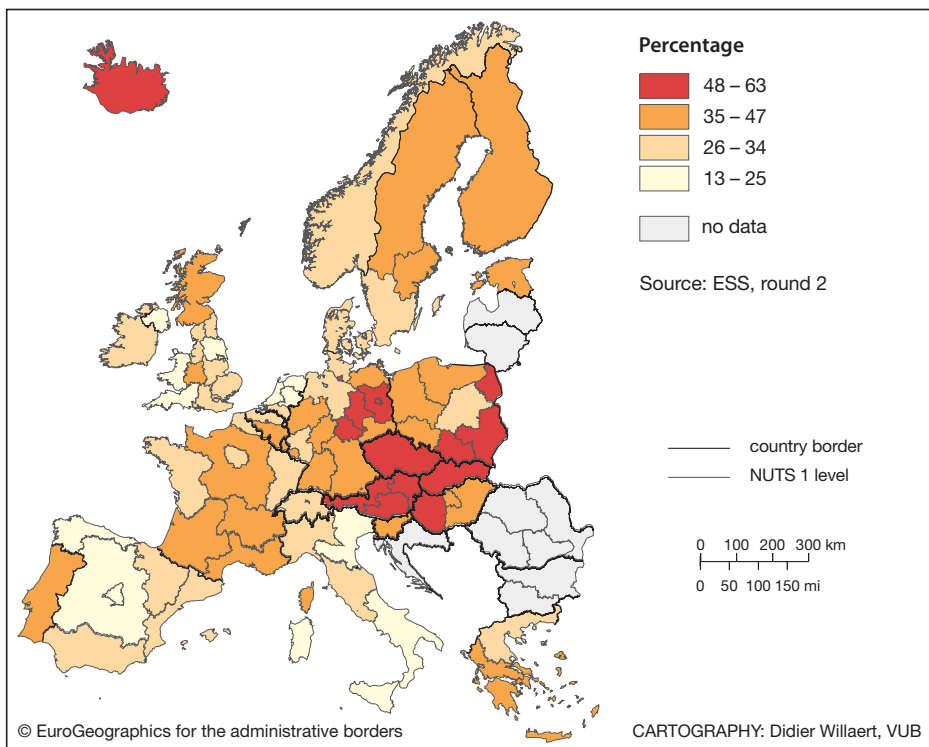 Percentage
48 – 63
35 – 47
26 – 34
13 – 25
no data
Source: ESS, round 2
country border
NUTS 1 level
0 100 200 300 km
0 50 100 150 mi
© EuroGeographics for the administrative borders
CARTOGRAPHY: Didier Willaert, VUB